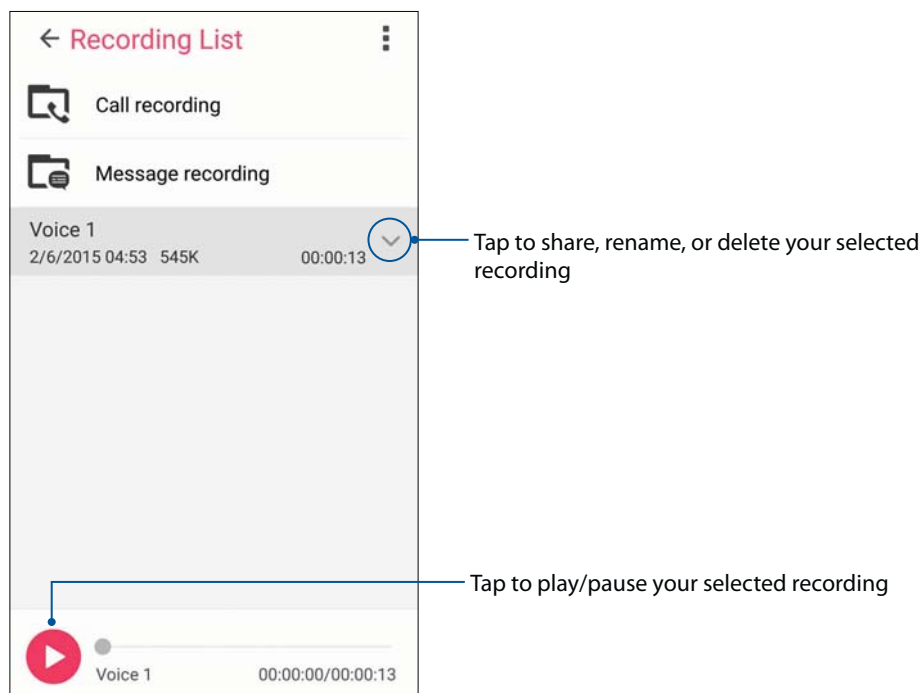 Recording List
Call recording
Message recording
Voice 1
2/6/2015 04:53 545K 00:00:13
Tap to share, rename, or delete your selected
recording
Tap to play/pause your selected recording
Voice 1 00:00:00/00:00:13